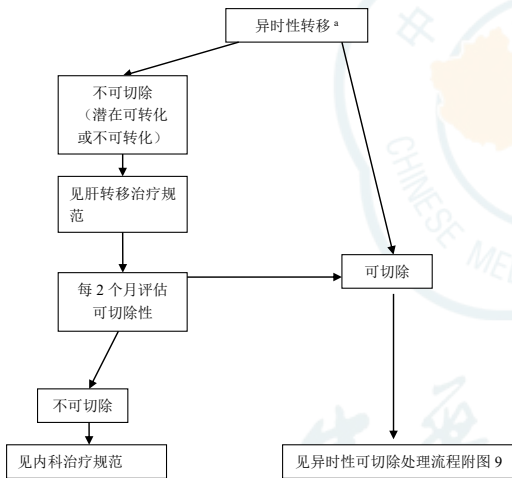 异时性转移 a
不可切除
（潜在可转化
或不可转化）
见肝转移治疗规
范
每 2 个月评估
可切除性
可切除
不可切除
见内科治疗规范
见异时性可切除处理流程附图 9
中
CHINESE ME